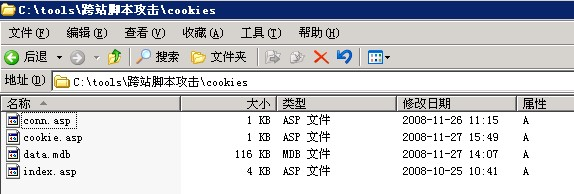 C:\tools\跨站脚本攻击\cookies
文件(F) 编辑(E) 查看(V) 收藏(A) 工具(T) 帮助(H)
后退 搜索 文件夹
地址(D) C:\tools\跨站脚本攻击\cookies
名称 大小 类型 修改日期 属性
conn.asp 1 KB ASP 文件 2008-11-26 11:15 A
cookie.asp 1 KB ASP 文件 2008-11-27 15:49 A
data.mdb 116 KB MDB 文件 2008-11-27 14:07 A
index.asp 4 KB ASP 文件 2008-10-25 10:41 A